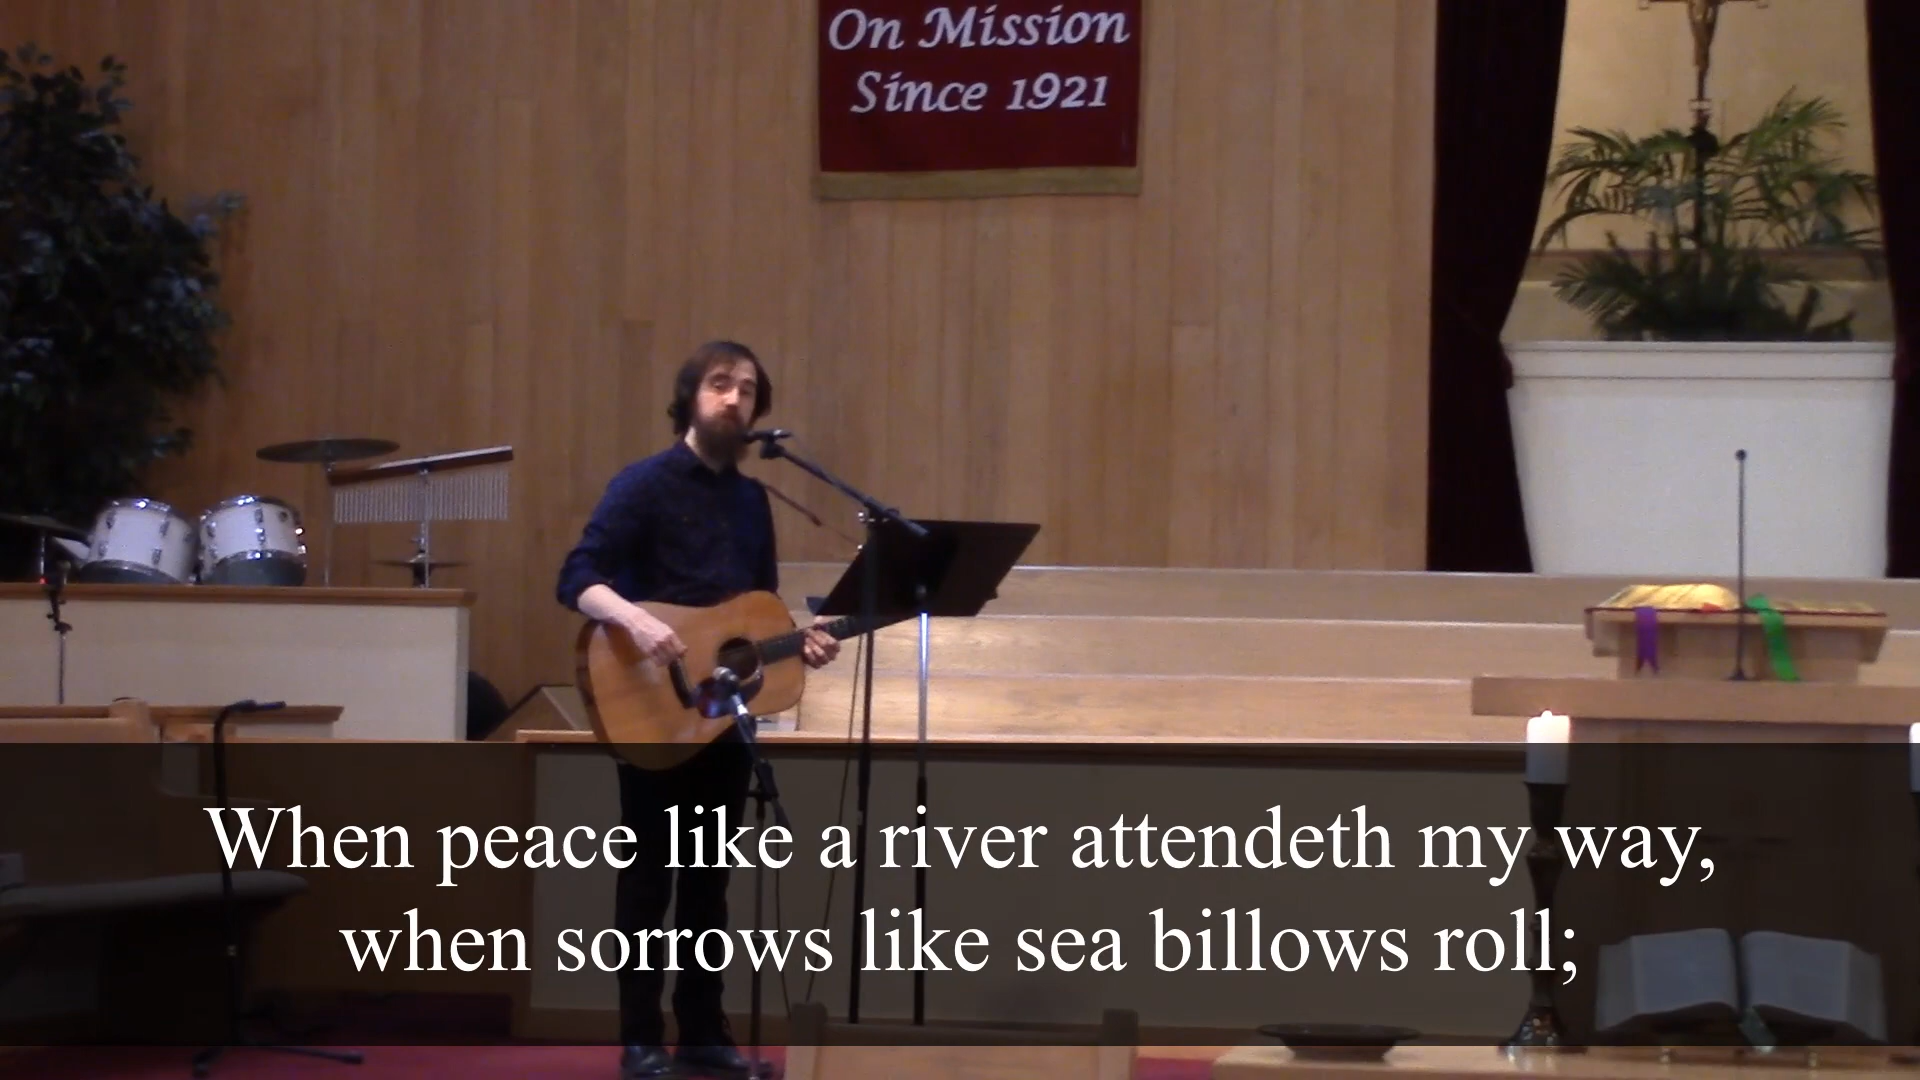 On Mission
Since 1921
When peace like a river attendeth my way,
when sorrows like sea billows roll;